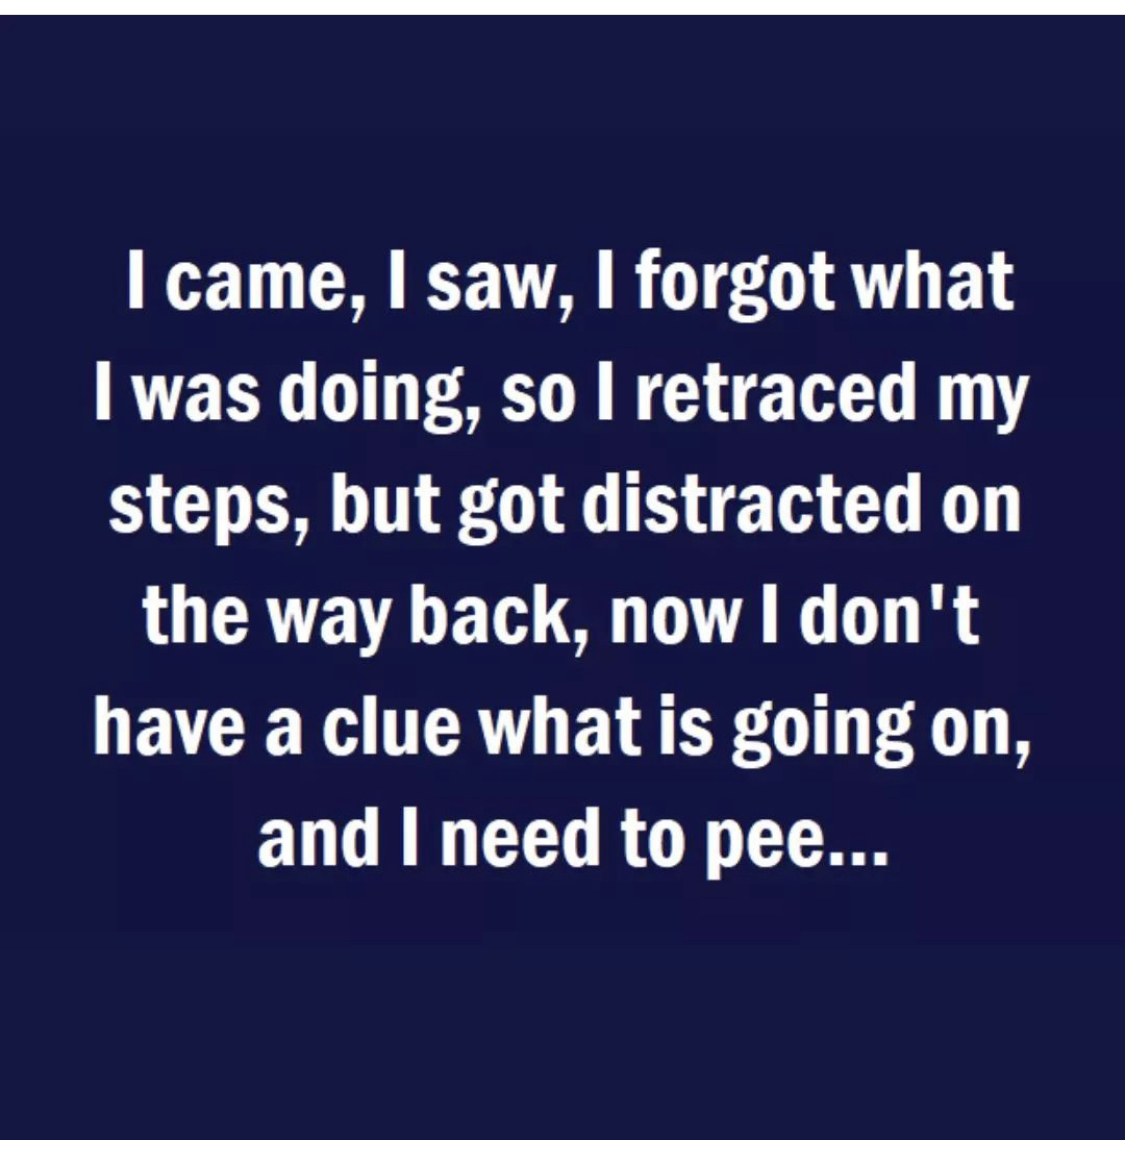 I came, I saw, I forgot what
I was doing, so I retraced my
steps, but got distracted on
the way back, now I don't
have a clue what is going on,
and I need to pee...